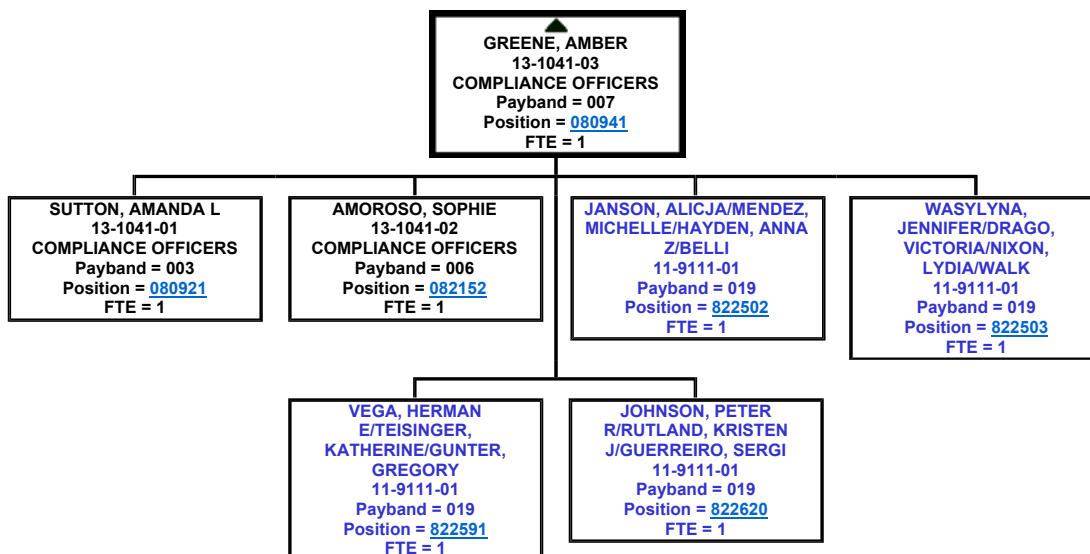 GREENE, AMBER
13-1041-03
COMPLIANCE OFFICERS
Payband = 007
Position = 080941
FTE = 1
SUTTON, AMANDA L
13-1041-01
COMPLIANCE OFFICERS
Payband = 003
Position = 080921
FTE = 1
AMOROSO, SOPHIE
13-1041-02
COMPLIANCE OFFICERS
Payband = 006
Position = 082152
FTE = 1
JANSON, ALICJA/MENDEZ,
MICHELLE/HAYDEN, ANNA
Z/BELLI
11-9111-01
Payband = 019
Position = 822502
FTE = 1
WASYLYNA,
JENNIFER/DRAGO,
VICTORIA/NIXON,
LYDIA/WALK
11-9111-01
Payband = 019
Position = 822503
FTE = 1
VEGA, HERMAN
E/TEISINGER,
KATHERINE/GUNTER,
GREGORY
11-9111-01
Payband = 019
Position = 822591
FTE = 1
JOHNSON, PETER
R/RUTLAND, KRISTEN
J/GUERREIRO, SERGI
11-9111-01
Payband = 019
Position = 822620
FTE = 1